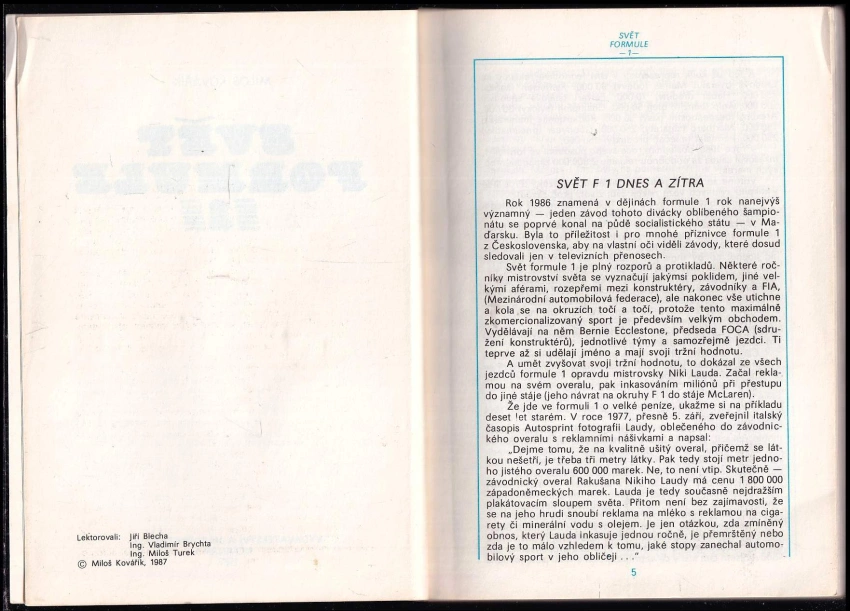 Lektorovali: Jiří Blecha
Ing. Vladimír Brychta
Ing. Miloš Turek
© Miloš Kovářík, 1987
SVĚT
FORMULE
—1—
SVĚT F 1 DNES A ZÍTRA
Rok 1986 znamená v dějinách formule 1 rok nanejvýš
významný — jeden závod tohoto divácky oblíbeného šampio-
nátu se poprvé konal na půdě socialistického státu — v Ma-
ďarsku. Byla to příležitost i pro mnohé příznivce formule 1
z Československa, aby na vlastní oči viděli závody, které dosud
sledovali jen v televizních přenosech.
Svět formule 1 je plný rozporů a protikladů. Některé roč-
níky mistrovství světa se vyznačují jakýmsi poklidem, jiné vel-
kými aférami, rozepřemi mezi konstruktéry, závodníky a FIA,
(Mezinárodní automobilová federace), ale nakonec vše utichne
a kola se na okruzích točí a točí, protože tento maximálně
zkomercionalizovaný sport je především velkým obchodem.
Vydělávají na něm Bernie Ecclestone, předseda FOCA (sdru-
žení konstruktérů), jednotlivé týmy a samozřejmě jezdci. Ti
teprve až si udělají jméno a mají svoji tržní hodnotu.
A umět zvyšovat svoji tržní hodnotu, to dokázal ze všech
jezdců formule 1 opravdu mistrovsky Niki Lauda. Začal rekla-
mou na svém overalu, pak inkasováním miliónů při přestupu
do jiné stáje (jeho návrat na okruhy F 1 do stáje McLaren).
Že jde ve formuli 1 o velké peníze, ukažme si na příkladu
deset let starém. V roce 1977, přesně 5. září, zveřejnil italský
časopis Autosprint fotografii Laudy, oblečeného do závodnic-
kého overalu s reklamními nášivkami a napsal:
„Dejme tomu, že na kvalitně ušitý overal, přičemž se lát-
kou nešetří, je třeba tří metry látky. Pak tedy stojí metr jedno-
ho jistého overalu 600 000 marek. Ne, to není vtip. Skutečně —
závodnický overal Rakušana Nikiho Laudy má cenu 1 800 000
západoněmeckých marek. Lauda je tedy současně nejdražším
plakátovacím sloupem světa. Přitom není bez zajímavosti, že
se na jeho hrudi snoubí reklama na mléko s reklamou na ciga-
rety či minerální vodu s olejem. Je jen otázkou, zda zmíněný
obnos, který Lauda inkasuje jednou ročně, je přemrštěný nebo
zda je to málo vzhledem k tomu, jaké stopy zanechal automo-
bilový sport v jeho obličeji . . .“
5